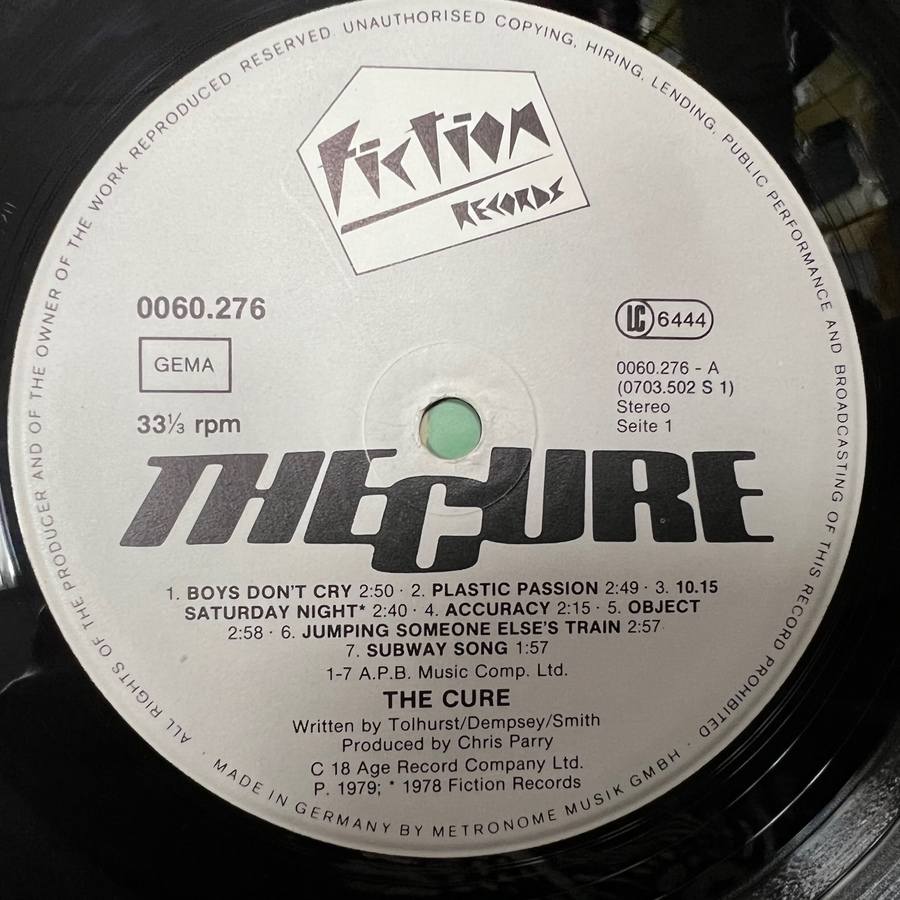 ALL RIGHTS OF THE PRODUCER AND OF THE OWNER OF THE WORK REPRODUCED RESERVED. UNAUTHORISED COPYING, HIRING, LENDING, PUBLIC PERFORMANCE AND BROADCASTING OF THIS RECORD PROHIBITED ·
Fiction
RECORDS
0060.276
GEMA
33⅓ rpm
LC 6444
0060.276 - A
(0703.502 S 1)
Stereo
Seite 1
THE CURE
1. BOYS DON'T CRY 2:50 · 2. PLASTIC PASSION 2:49 · 3. 10.15
SATURDAY NIGHT* 2:40 · 4. ACCURACY 2:15 · 5. OBJECT
2:58 · 6. JUMPING SOMEONE ELSE'S TRAIN 2:57
7. SUBWAY SONG 1:57
1-7 A.P.B. Music Comp. Ltd.
THE CURE
Written by Tolhurst/Dempsey/Smith
Produced by Chris Parry
C 18 Age Record Company Ltd.
P. 1979; * 1978 Fiction Records
· MADE IN GERMANY BY METRONOME MUSIK GMBH ·